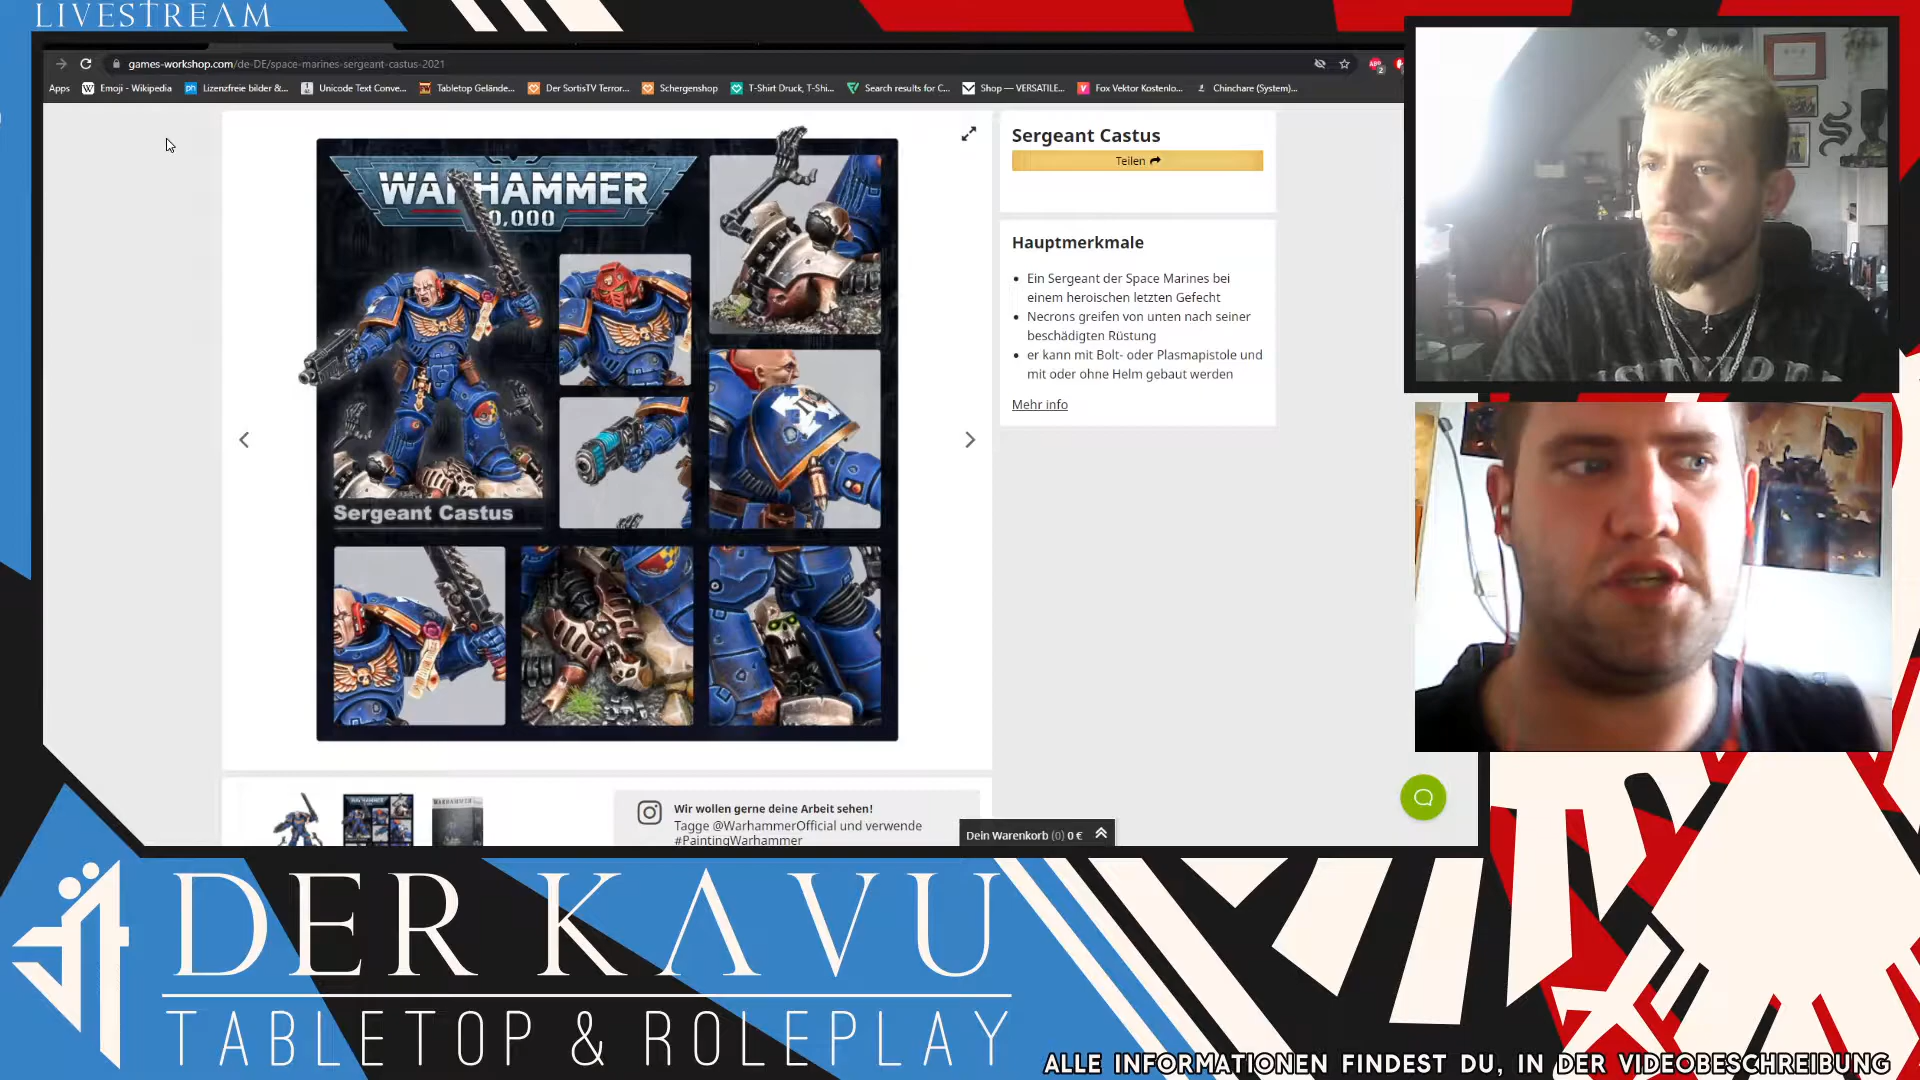 LIVESTREAM
games-workshop.com/de-DE/space-marines-sergeant-castus-2021
Apps Emoji - Wikipedia Lizenzfreie bilder &... Unicode Text Conve... Tabletop Gelände... Der SortisTV Terror... Schergenshop T-Shirt Druck, T-Shi... Search results for C... Shop — VERSATILE... Fox Vektor Kostenlo... Chinchare (System)...
WARHAMMER
40,000
Sergeant Castus
Sergeant Castus
Teilen
Hauptmerkmale
Ein Sergeant der Space Marines bei
einem heroischen letzten Gefecht
Necrons greifen von unten nach seiner
beschädigten Rüstung
er kann mit Bolt- oder Plasmapistole und
mit oder ohne Helm gebaut werden
Mehr info
Wir wollen gerne deine Arbeit sehen!
Tagge @WarhammerOfficial und verwende
#PaintingWarhammer
Dein Warenkorb (0) 0 €
DER KAVU
TABLETOP & ROLEPLAY
ALLE INFORMATIONEN FINDEST DU, IN DER VIDEOBESCHREIBUNG